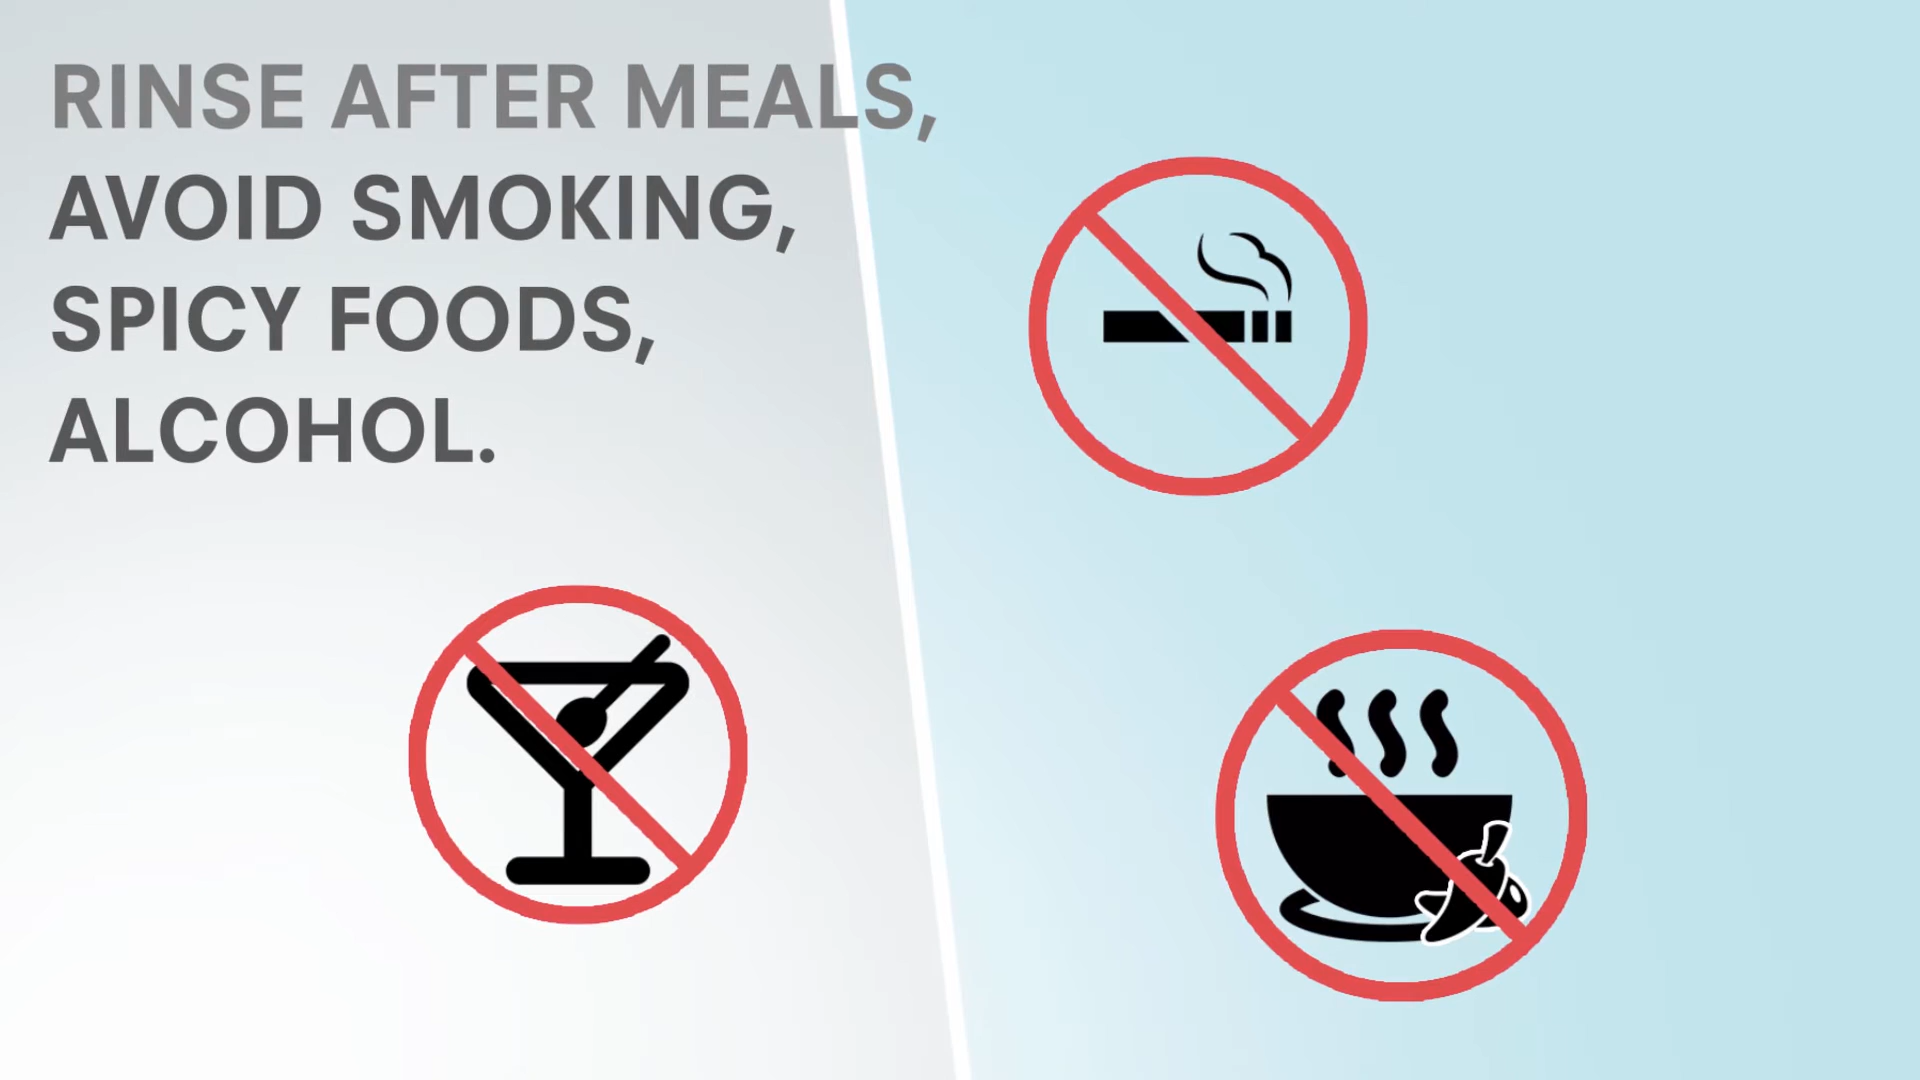 RINSE AFTER MEALS,
AVOID SMOKING,
SPICY FOODS,
ALCOHOL.